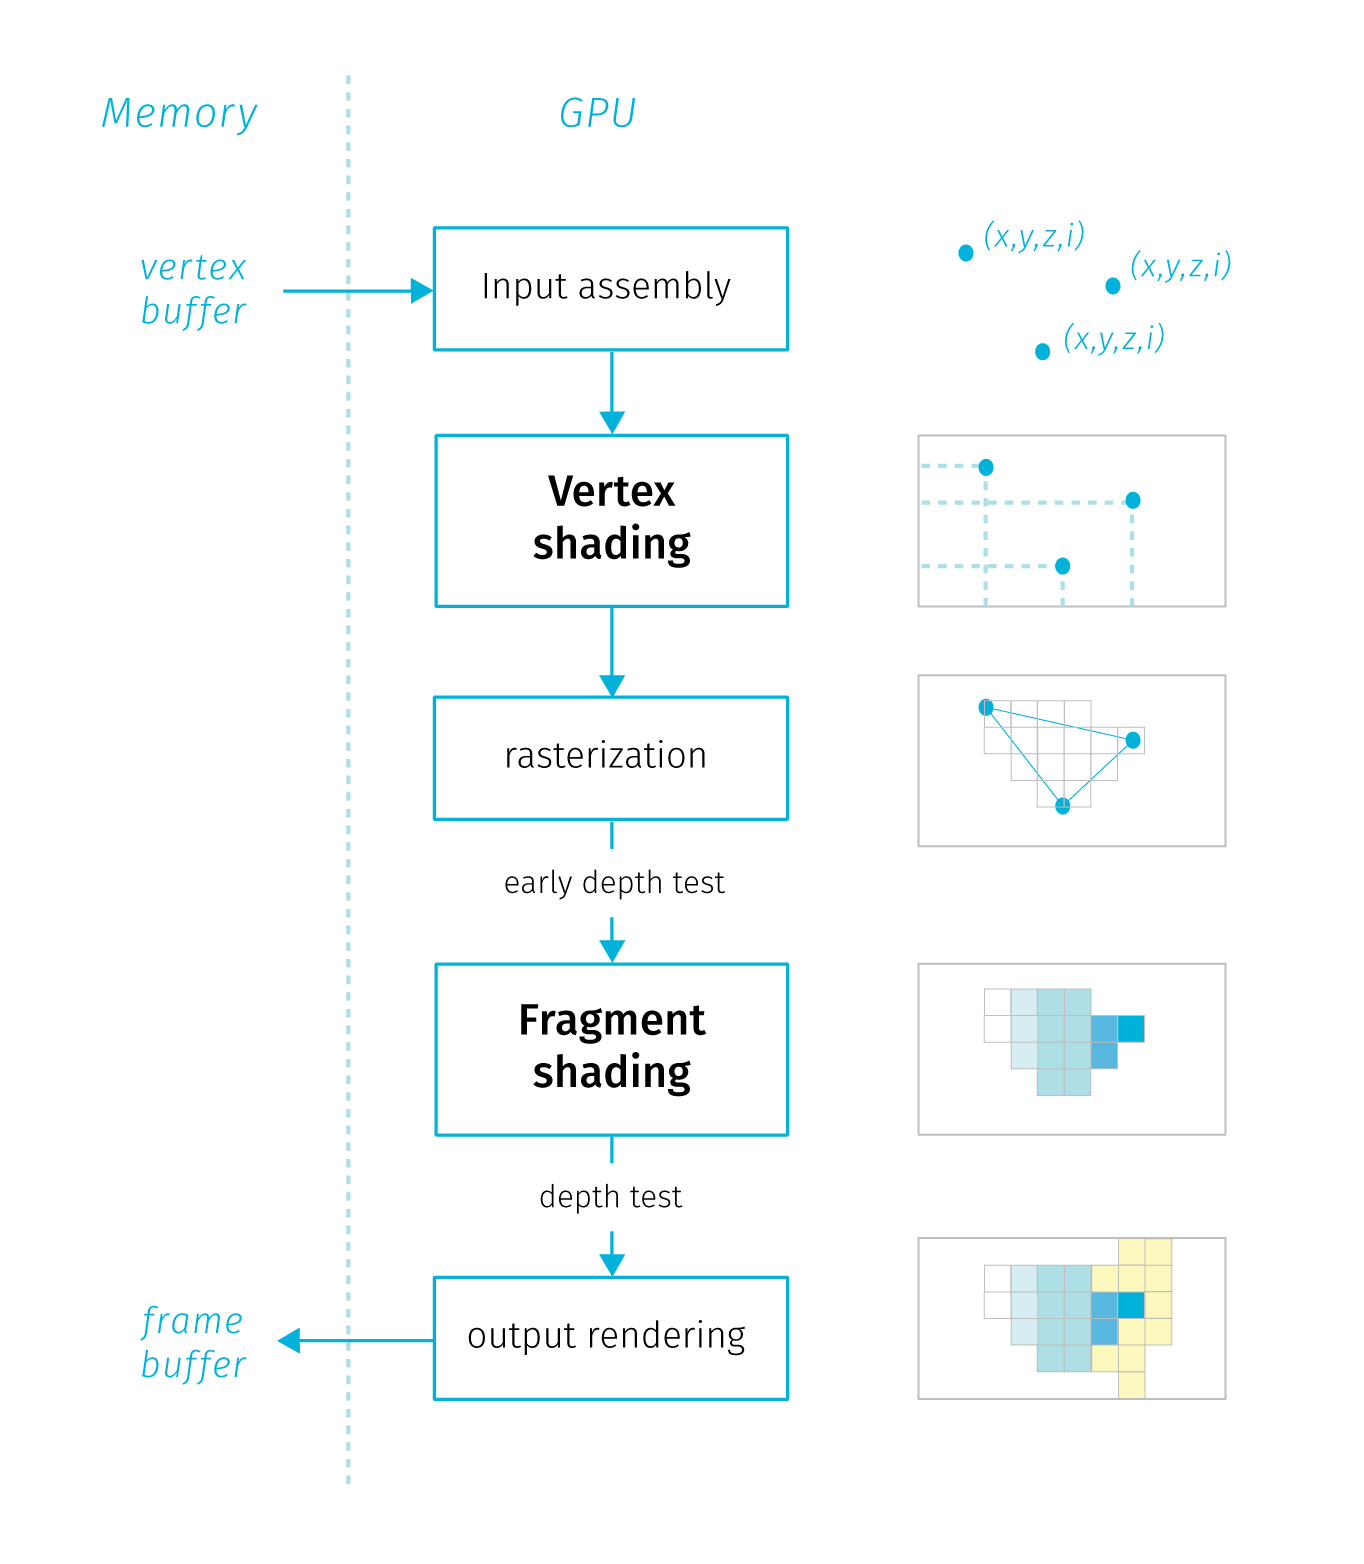 Memory
GPU
vertex
buffer
Input assembly
(x,y,z,i)
(x,y,z,i)
(x,y,z,i)
Vertex
shading
rasterization
early depth test
Fragment
shading
depth test
frame
buffer
output rendering